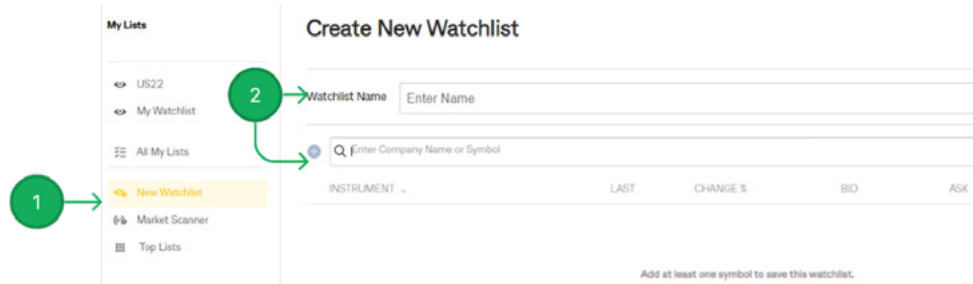 My Lists
US22
My Watchlist
All My Lists
New Watchlist
Market Scanner
Top Lists
1
2
Create New Watchlist
Watchlist Name
Enter Name
Enter Company Name or Symbol
INSTRUMENT LAST CHANGE % BID ASK
Add at least one symbol to save this watchlist.